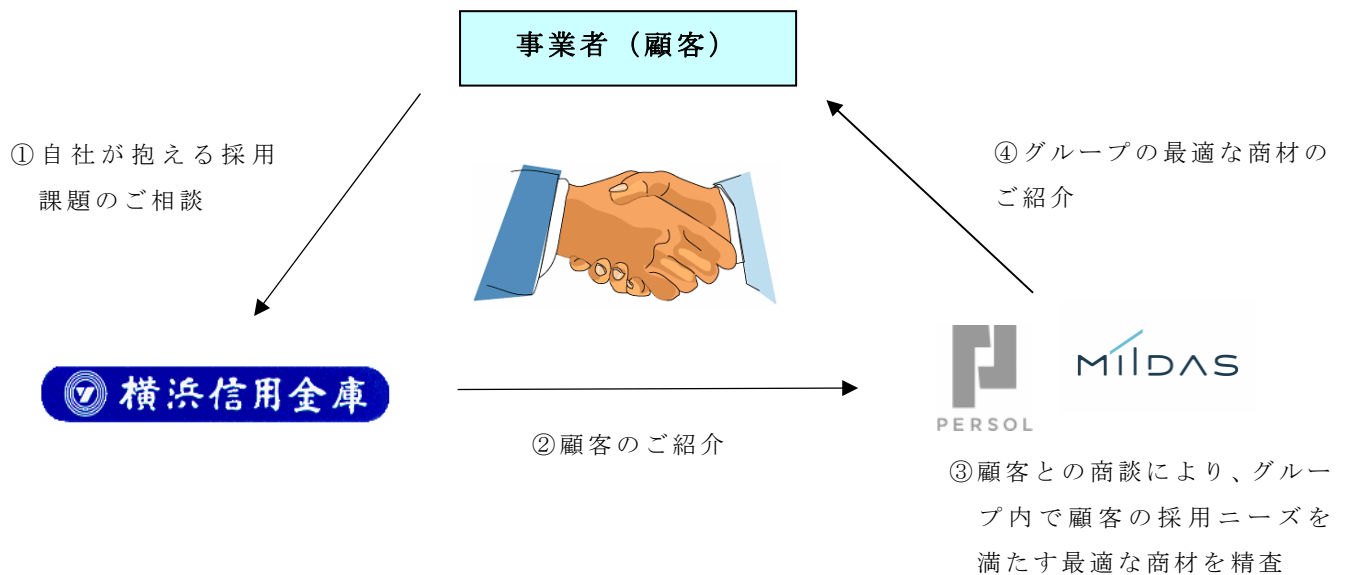 事業者（顧客）
①自社が抱える採用
課題のご相談
④グループの最適な商材の
ご紹介
横浜信用金庫
MIIDAS
PERSOL
②顧客のご紹介
③顧客との商談により、グルー
プ内で顧客の採用ニーズを
満たす最適な商材を精査